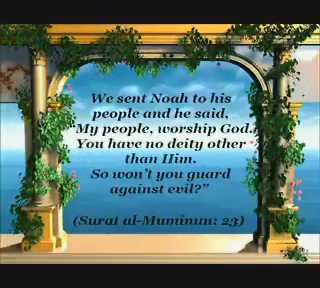 We sent Noah to his
people and he said,
"My people, worship God.
You have no deity other
than Him.
So won't you guard
against evil?"
(Surat al-Muminun: 23)